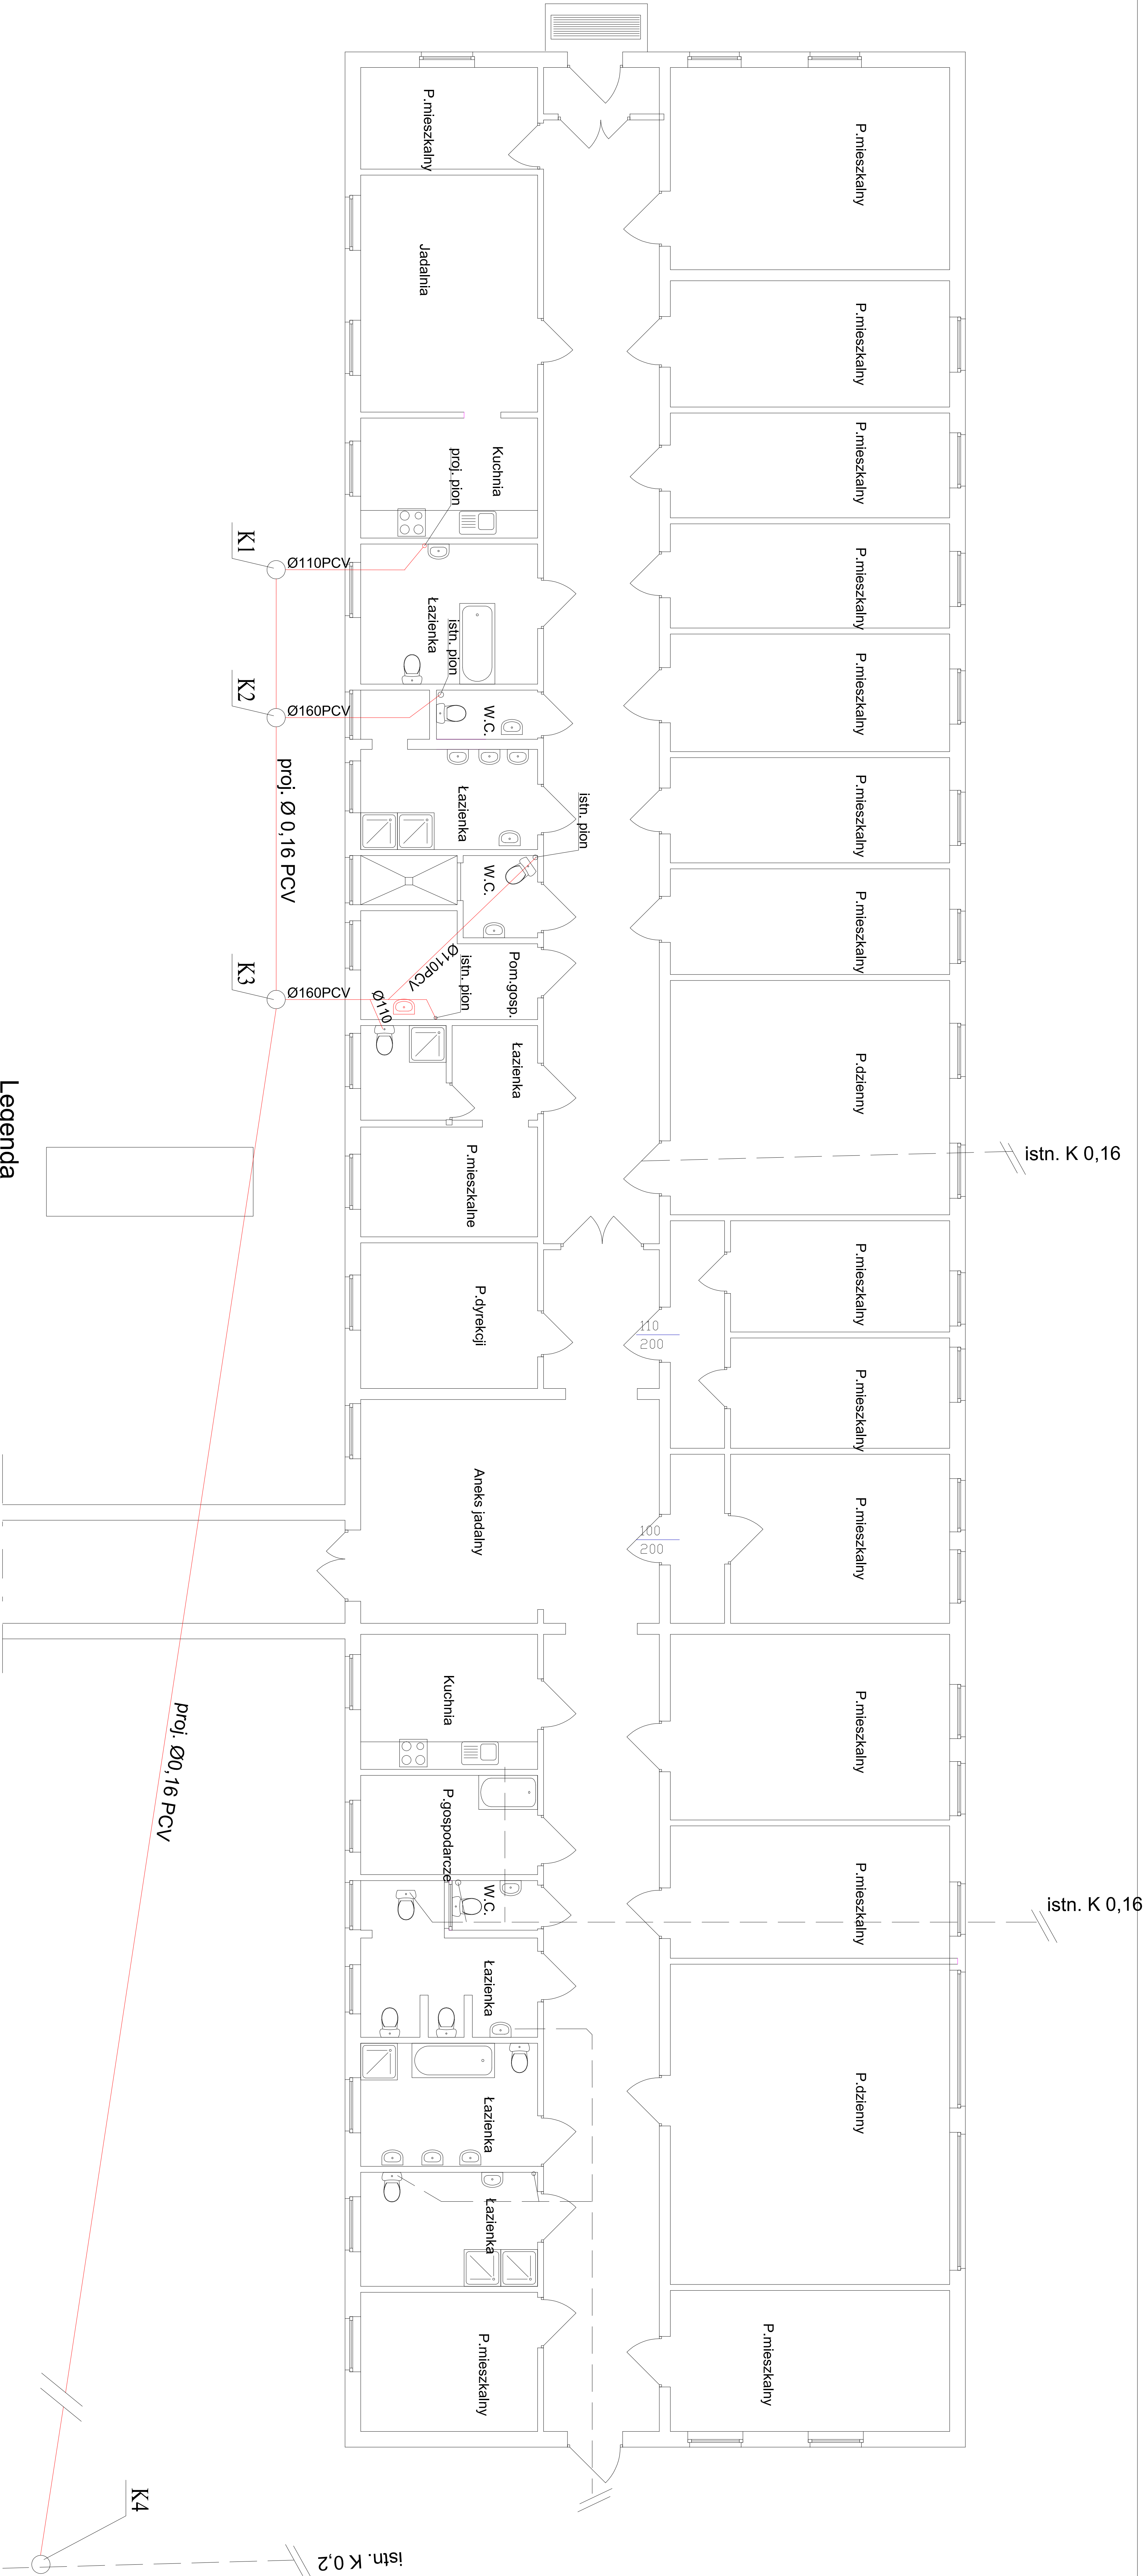 P.mieszkalny
P.mieszkalny
Jadalnia
P.mieszkalny
Kuchnia
proj. pion
P.mieszkalny
K1
Ø110PCV
P.mieszkalny
Łazienka
istn. pion
P.mieszkalny
K2
Ø160PCV
W.C.
proj. Ø 0,16 PCV
Łazienka
istn. pion
P.mieszkalny
W.C.
P.mieszkalny
Ø110PCV
K3
Ø160PCV
Ø110
istn. pion
Pom.gosp.
Łazienka
P.dzienny
Legenda
P.mieszkalne
istn. K 0,16
P.dyrekcji
P.mieszkalny
110
200
P.mieszkalny
Aneks jadalny
100
200
P.mieszkalny
Kuchnia
P.mieszkalny
proj. Ø0,16 PCV
P.gospodarcze
W.C.
P.mieszkalny
istn. K 0,16
Łazienka
P.dzienny
Łazienka
Łazienka
P.mieszkalny
P.mieszkalny
K4
istn. K 0,2